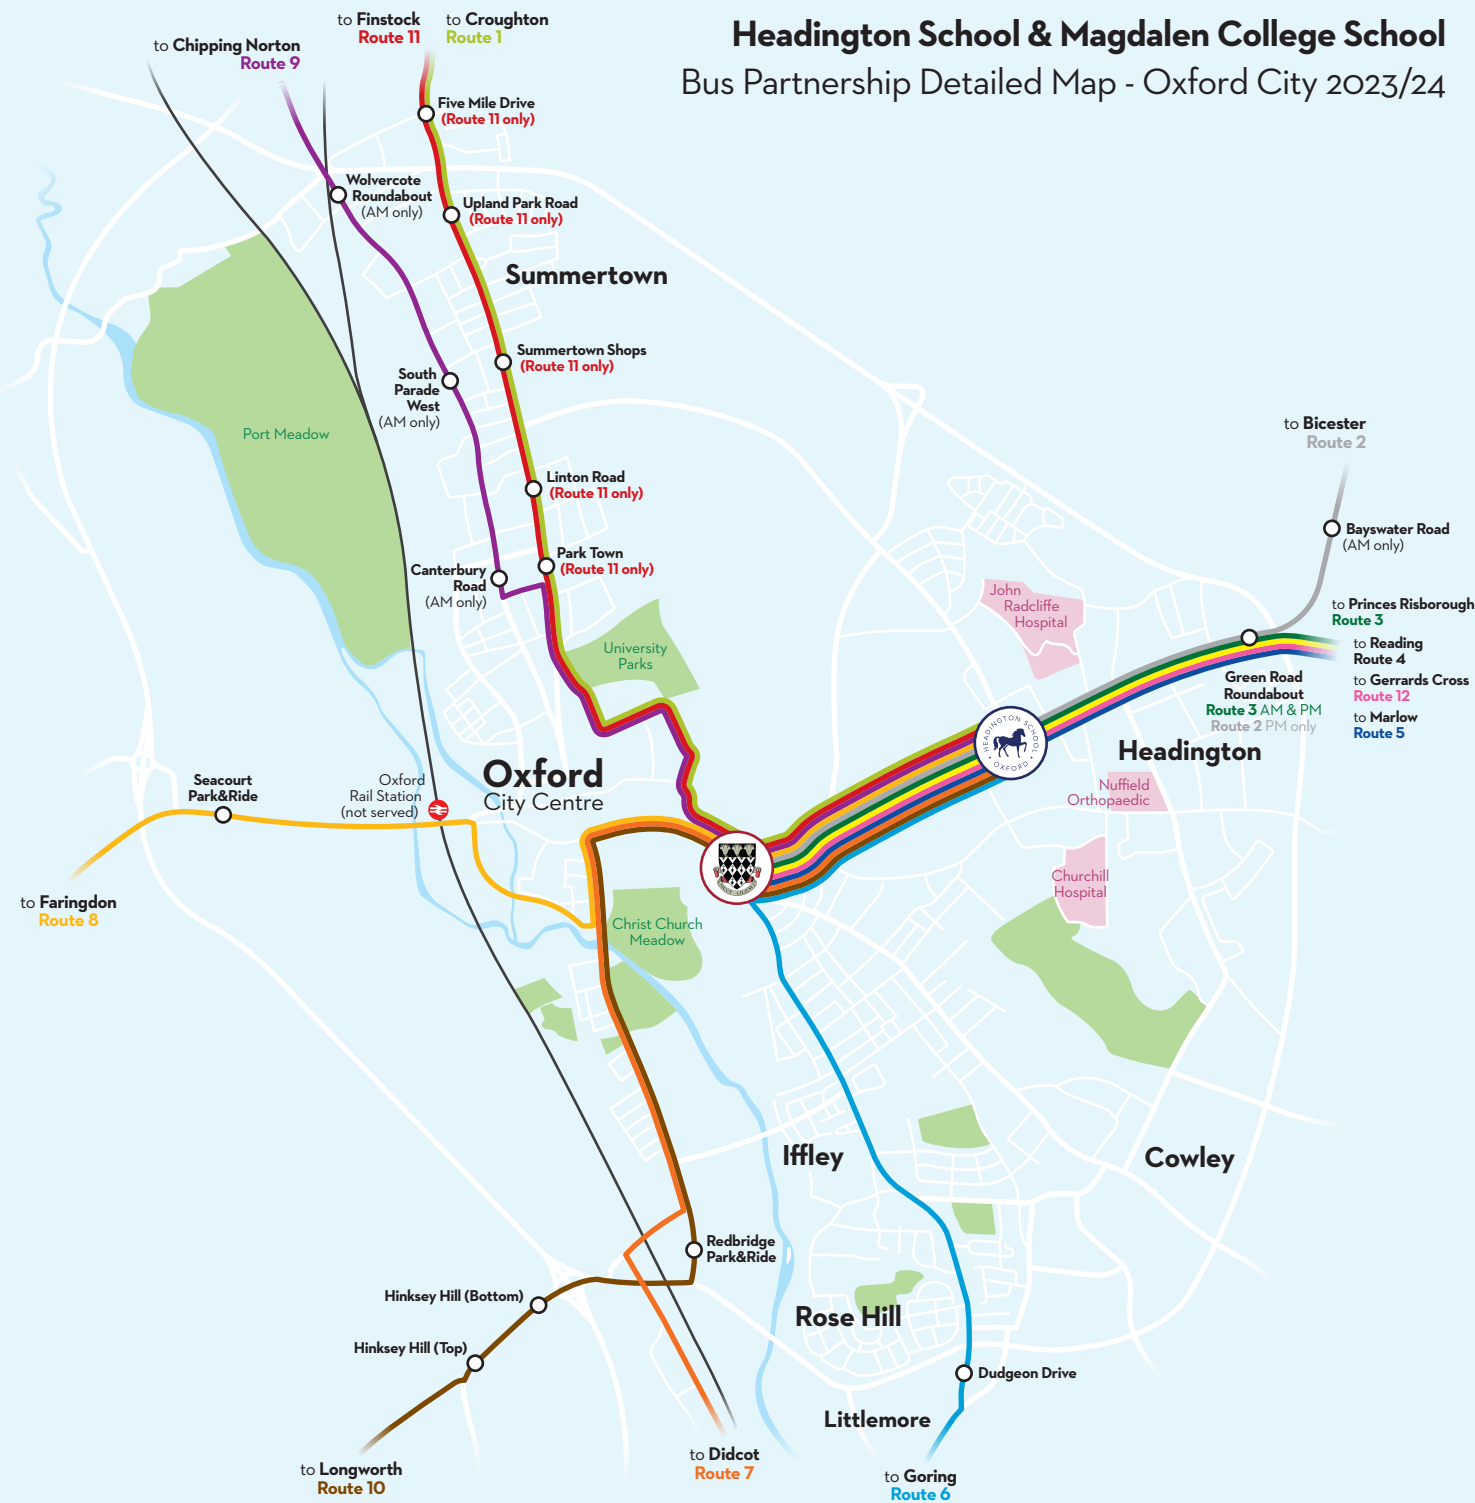 Headington School & Magdalen College School
Bus Partnership Detailed Map - Oxford City 2023/24
to Finstock
Route 11
to Croughton
Route 1
to Chipping Norton
Route 9
Five Mile Drive
(Route 11 only)
Wolvercote
Roundabout
(AM only)
Upland Park Road
(Route 11 only)
Summertown
Summertown Shops
(Route 11 only)
South
Parade
West
(AM only)
Port Meadow
Linton Road
(Route 11 only)
Park Town
(Route 11 only)
Canterbury
Road
(AM only)
University
Parks
to Bicester
Route 2
Bayswater Road
(AM only)
John
Radcliffe
Hospital
to Princes Risborough
Route 3
to Reading
Route 4
to Gerrards Cross
Route 12
to Marlow
Route 5
Green Road
Roundabout
Route 3 AM & PM
Route 2 PM only
HEADINGTON SCHOOL
• OXFORD •
Headington
Nuffield
Orthopaedic
Churchill
Hospital
Oxford
City Centre
Oxford
Rail Station
(not served)
Seacourt
Park&Ride
to Faringdon
Route 8
Christ Church
Meadow
Iffley
Cowley
Redbridge
Park&Ride
Hinksey Hill (Bottom)
Hinksey Hill (Top)
Rose Hill
Dudgeon Drive
Littlemore
to Longworth
Route 10
to Didcot
Route 7
to Goring
Route 6